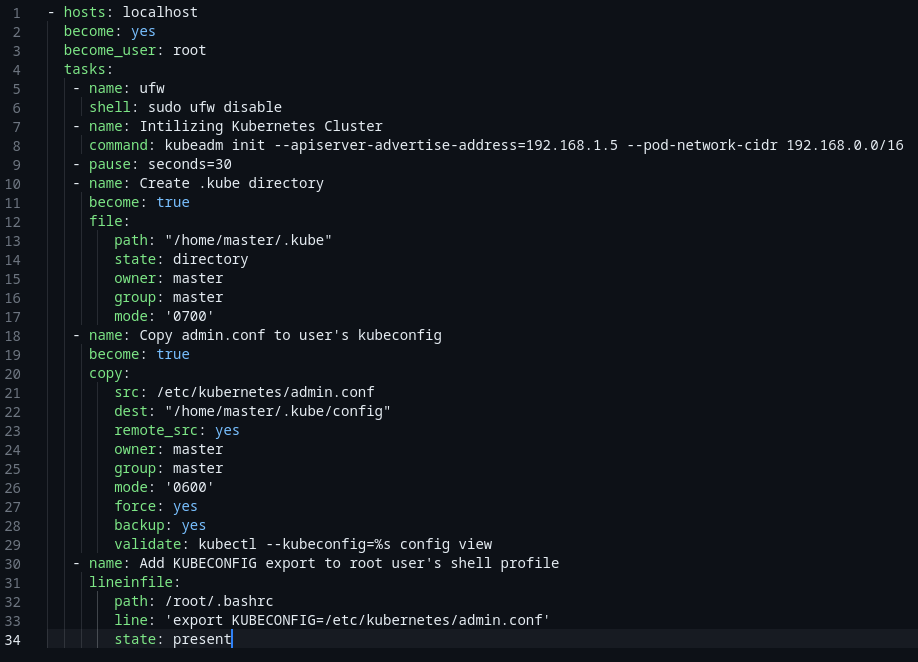 1 - hosts: localhost
2   become: yes
3   become_user: root
4   tasks:
5    - name: ufw
6      shell: sudo ufw disable
7    - name: Intilizing Kubernetes Cluster
8      command: kubeadm init --apiserver-advertise-address=192.168.1.5 --pod-network-cidr 192.168.0.0/16
9    - pause: seconds=30
10    - name: Create .kube directory
11      become: true
12      file:
13         path: "/home/master/.kube"
14         state: directory
15         owner: master
16         group: master
17         mode: '0700'
18    - name: Copy admin.conf to user's kubeconfig
19      become: true
20      copy:
21         src: /etc/kubernetes/admin.conf
22         dest: "/home/master/.kube/config"
23         remote_src: yes
24         owner: master
25         group: master
26         mode: '0600'
27         force: yes
28         backup: yes
29         validate: kubectl --kubeconfig=%s config view
30    - name: Add KUBECONFIG export to root user's shell profile
31      lineinfile:
32         path: /root/.bashrc
33         line: 'export KUBECONFIG=/etc/kubernetes/admin.conf'
34         state: present